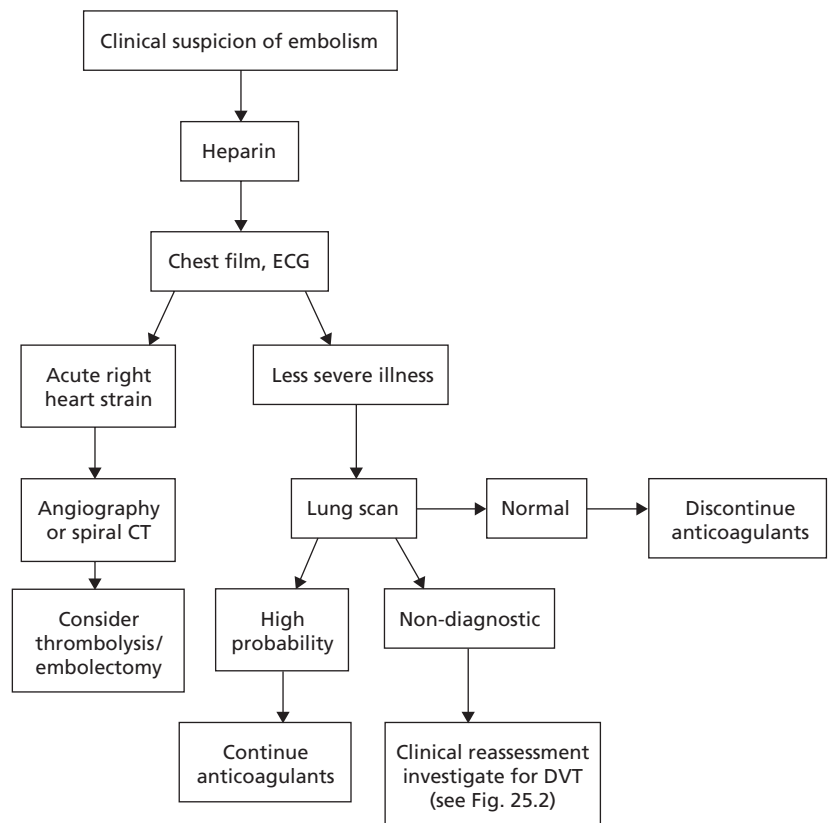 Clinical suspicion of embolism
Heparin
Chest film, ECG
Acute right
heart strain
Less severe illness
Angiography
or spiral CT
Lung scan
Normal
Discontinue
anticoagulants
Consider
thrombolysis/
embolectomy
High
probability
Non-diagnostic
Continue
anticoagulants
Clinical reassessment
investigate for DVT
(see Fig. 25.2)